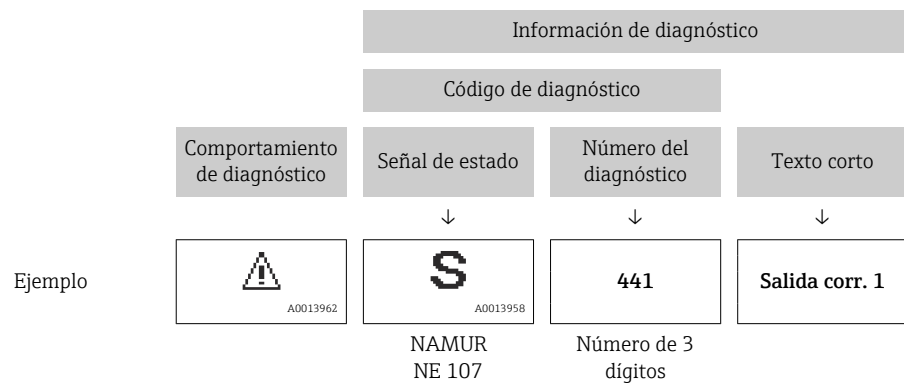 Información de diagnóstico
Código de diagnóstico
Comportamiento
de diagnóstico
Señal de estado
Número del
diagnóstico
Texto corto
↓ ↓ ↓
Ejemplo
A0013962
S
A0013958
441
Salida corr. 1
NAMUR
NE 107
Número de 3
dígitos